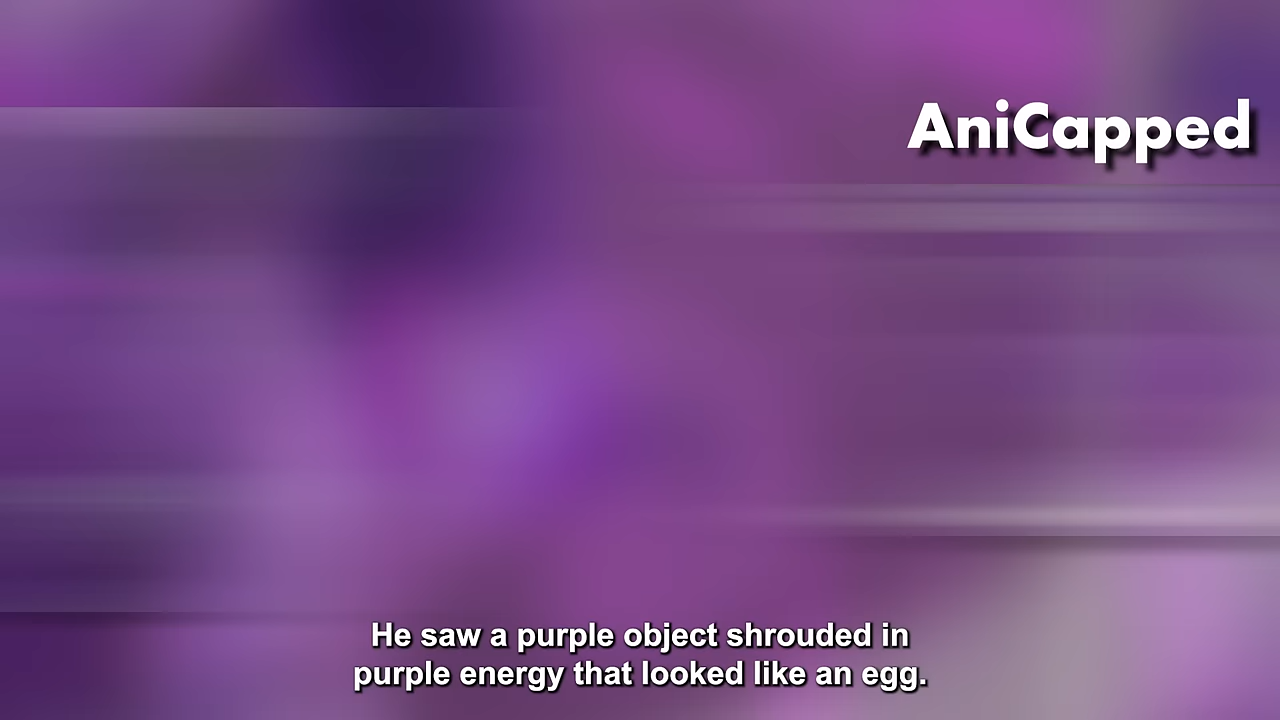 AniCapped
He saw a purple object shrouded in
purple energy that looked like an egg.